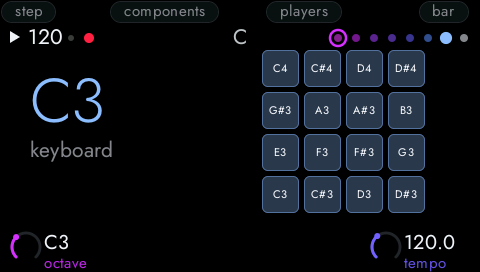 step components players bar
120 C
C3
keyboard
C4 C#4 D4 D#4
G#3 A3 A#3 B3
E3 F3 F#3 G3
C3 C#3 D3 D#3
C3 120.0
octave tempo